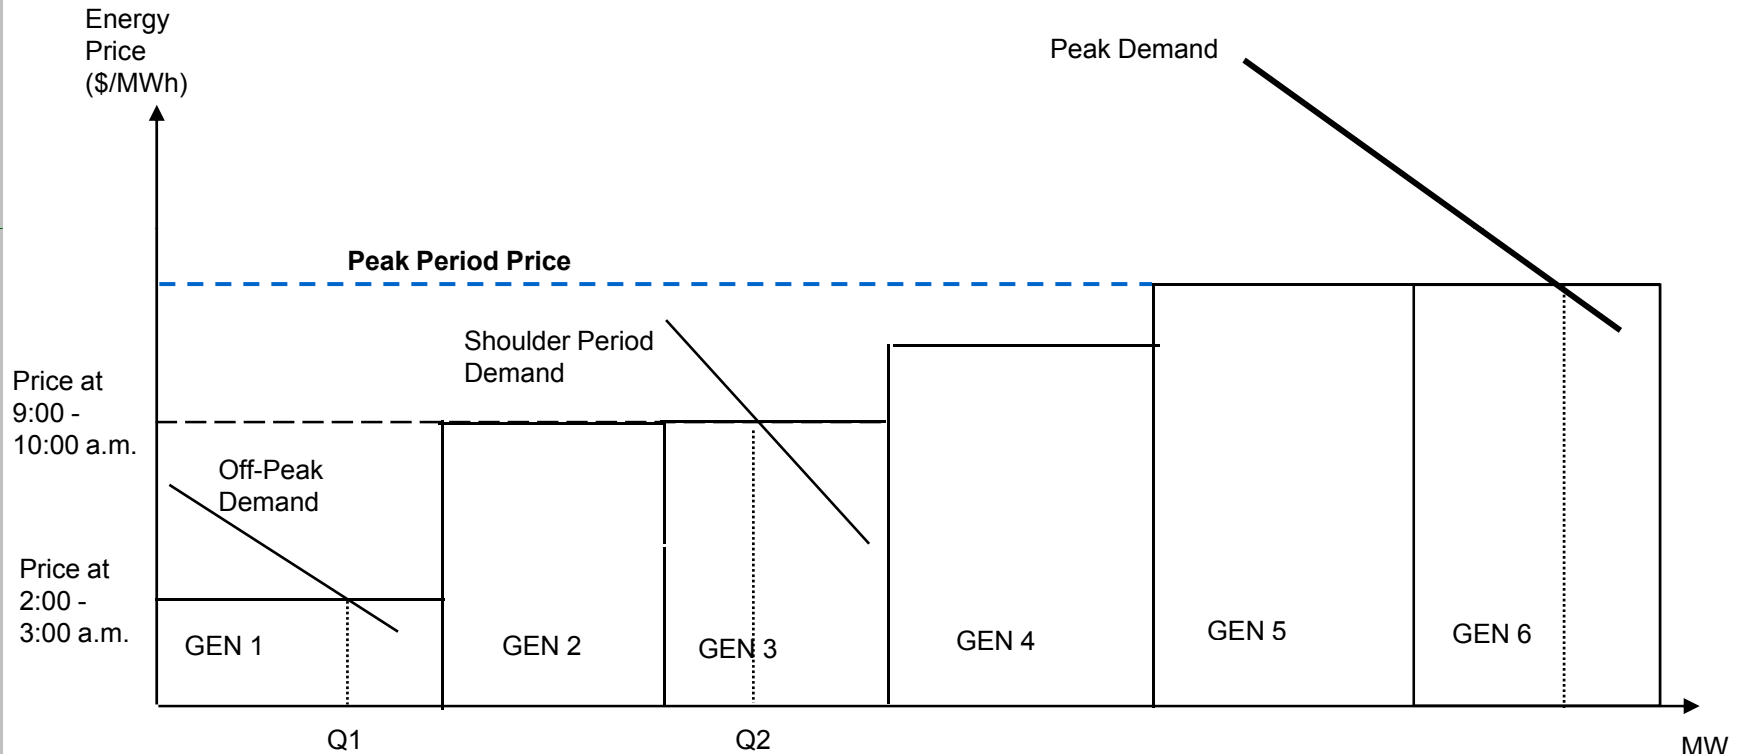 Energy
Price
($/MWh)
Peak Demand
Peak Period Price
Shoulder Period
Demand
Price at
9:00 -
10:00 a.m.
Off-Peak
Demand
Price at
2:00 -
3:00 a.m.
GEN 1
GEN 2
GEN 3
GEN 4
GEN 5
GEN 6
Q1
Q2
MW